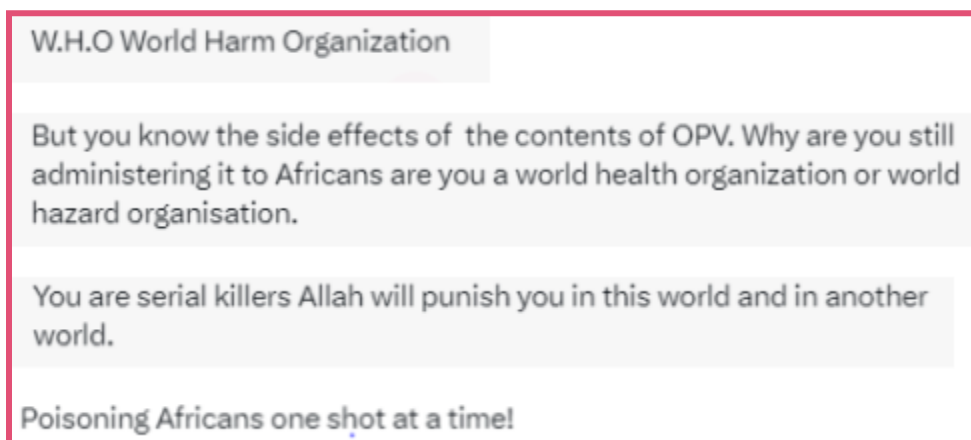 W.H.O World Harm Organization
But you know the side effects of the contents of OPV. Why are you still
administering it to Africans are you a world health organization or world
hazard organisation.
You are serial killers Allah will punish you in this world and in another
world.
Poisoning Africans one shot at a time!